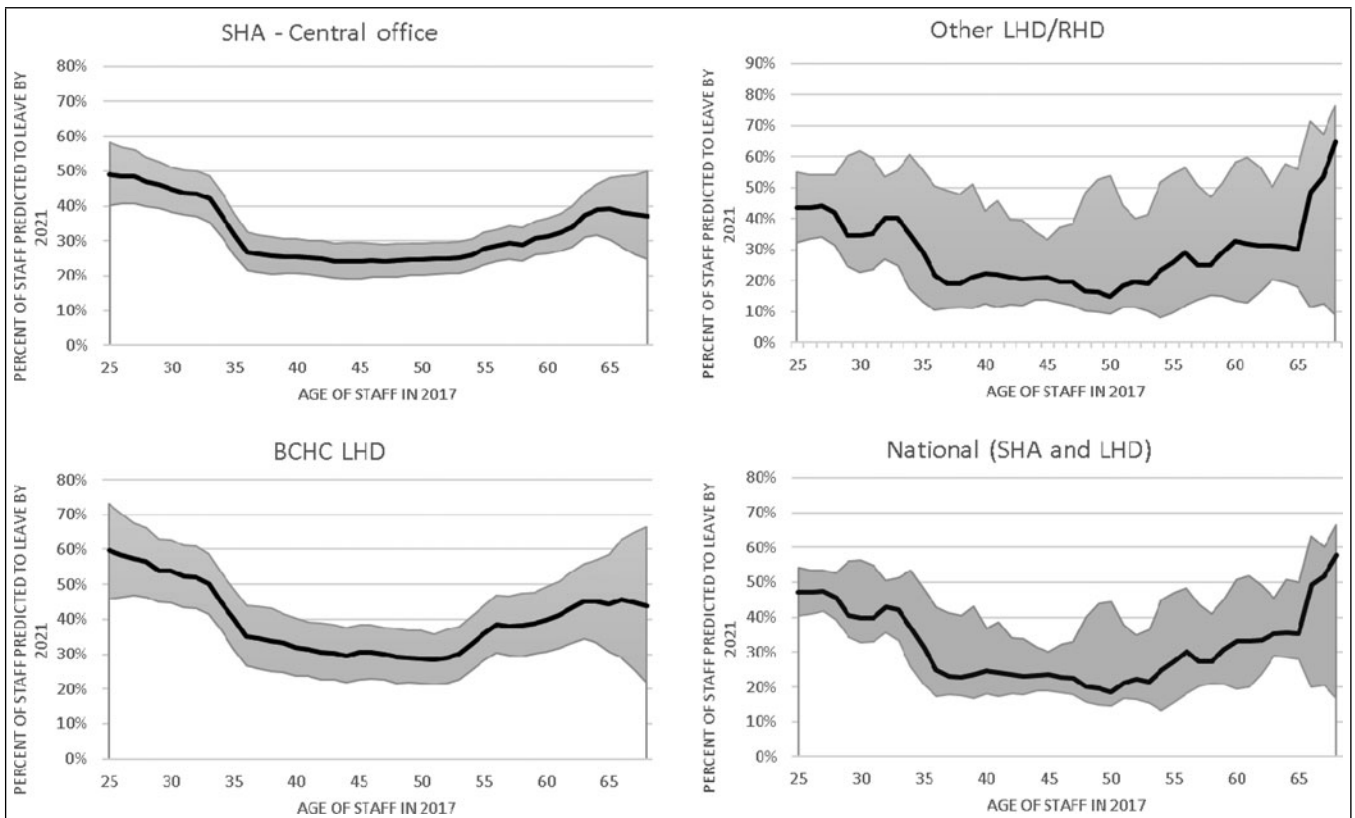 SHA - Central office
PERCENT OF STAFF PREDICTED TO LEAVE BY
2021
80%
70%
60%
50%
40%
30%
20%
10%
0%
25 30 35 40 45 50 55 60 65
AGE OF STAFF IN 2017
Other LHD/RHD
PERCENT OF STAFF PREDICTED TO LEAVE BY
2021
90%
80%
70%
60%
50%
40%
30%
20%
10%
0%
25 30 35 40 45 50 55 60 65
AGE OF STAFF IN 2017
BCHC LHD
PERCENT OF STAFF PREDICTED TO LEAVE BY
2021
80%
70%
60%
50%
40%
30%
20%
10%
0%
25 30 35 40 45 50 55 60 65
AGE OF STAFF IN 2017
National (SHA and LHD)
PERCENT OF STAFF PREDICTED TO LEAVE BY
2021
80%
70%
60%
50%
40%
30%
20%
10%
0%
25 30 35 40 45 50 55 60 65
AGE OF STAFF IN 2017